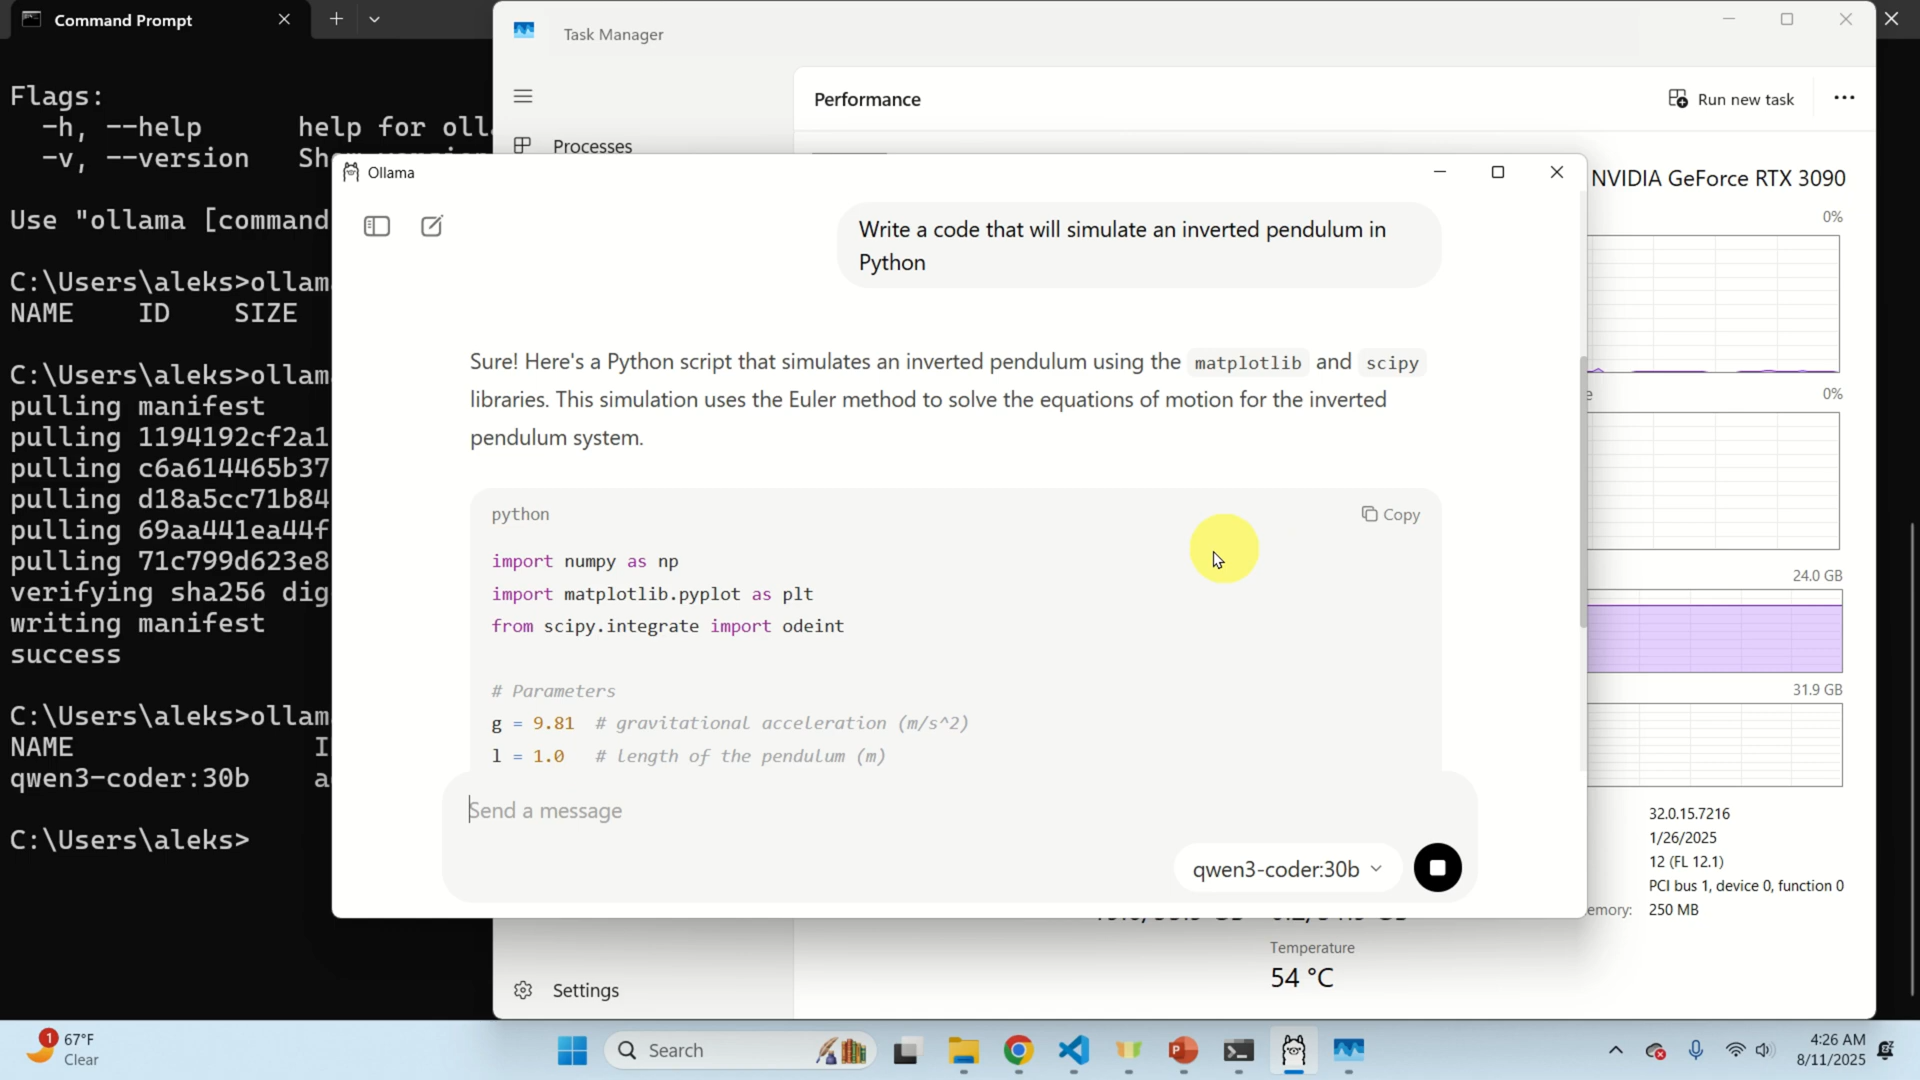 Command Prompt
Flags:
-h, --help help for oll
-v, --version
Use "ollama [command
C:\Users\aleks>ollam
NAME ID SIZE
C:\Users\aleks>ollam
pulling manifest
pulling 1194192cf2a1
pulling c6a614465b37
pulling d18a5cc71b84
pulling 69aa441ea44f
pulling 71c799d623e8
verifying sha256 dig
writing manifest
success
C:\Users\aleks>ollam
NAME I
qwen3-coder:30b a
C:\Users\aleks>
Task Manager
Processes
Performance
Run new task
NVIDIA GeForce RTX 3090
0%
0%
24.0 GB
31.9 GB
32.0.15.7216
1/26/2025
12 (FL 12.1)
PCI bus 1, device 0, function 0
emory: 250 MB
Temperature
54 °C
Settings
Ollama
Write a code that will simulate an inverted pendulum in
Python
Sure! Here's a Python script that simulates an inverted pendulum using the matplotlib and scipy
libraries. This simulation uses the Euler method to solve the equations of motion for the inverted
pendulum system.
python
Copy
import numpy as np
import matplotlib.pyplot as plt
from scipy.integrate import odeint
# Parameters
g = 9.81 # gravitational acceleration (m/s^2)
l = 1.0 # length of the pendulum (m)
Send a message
qwen3-coder:30b
1
67°F
Clear
Search
4:26 AM
8/11/2025